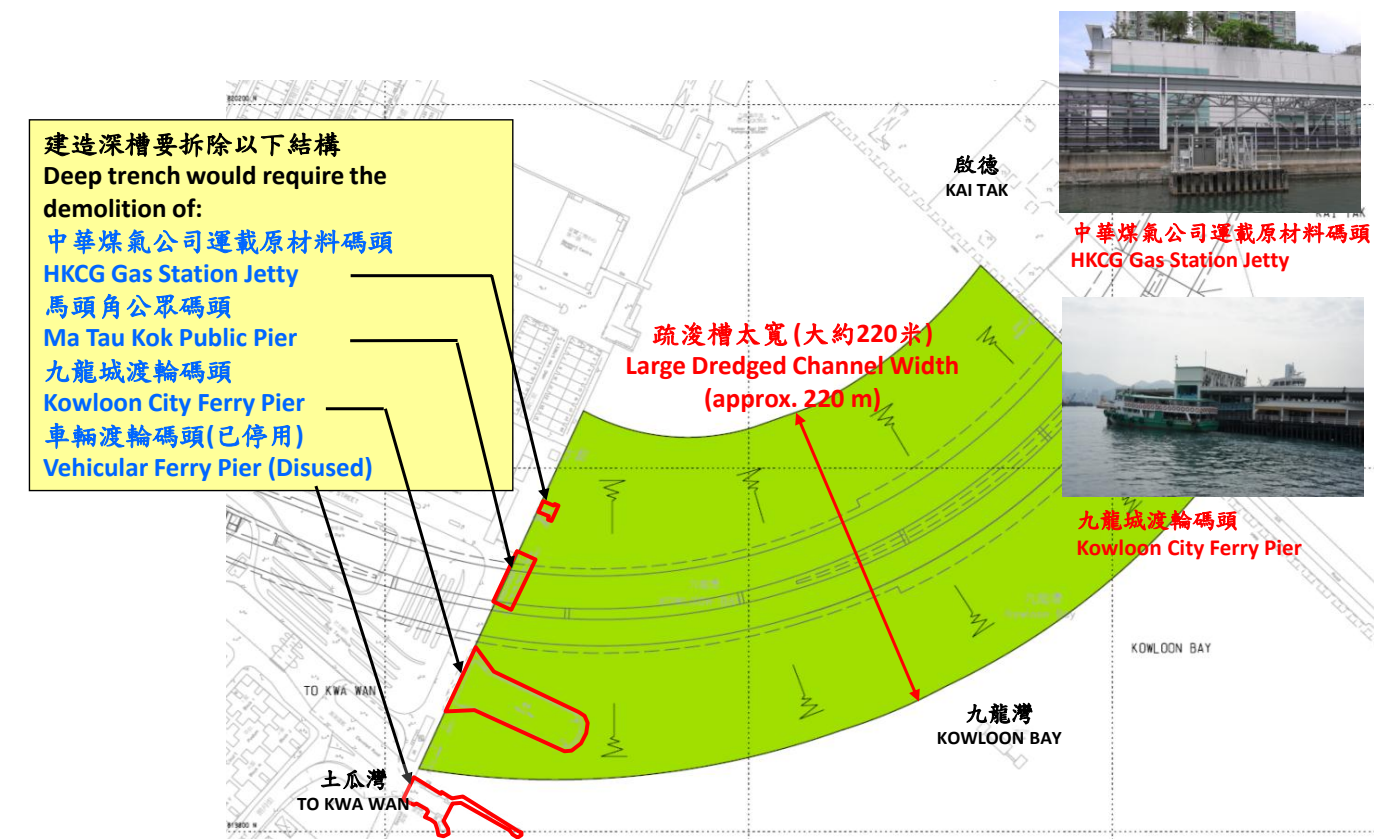 820200 N
建造深槽要拆除以下結構
Deep trench would require the
demolition of:
中華煤氣公司運載原材料碼頭
HKCG Gas Station Jetty
馬頭角公眾碼頭
Ma Tau Kok Public Pier
九龍城渡輪碼頭
Kowloon City Ferry Pier
車輛渡輪碼頭(已停用)
Vehicular Ferry Pier (Disused)
啟德
KAI TAK
KAI TAK
中華煤氣公司運載原材料碼頭
HKCG Gas Station Jetty
疏浚槽太寬 (大約220米)
Large Dredged Channel Width
(approx. 220 m)
九龍城渡輪碼頭
Kowloon City Ferry Pier
KOWLOON BAY
TO KWA WAN
九龍灣
KOWLOON BAY
土瓜灣
TO KWA WAN
819800 N